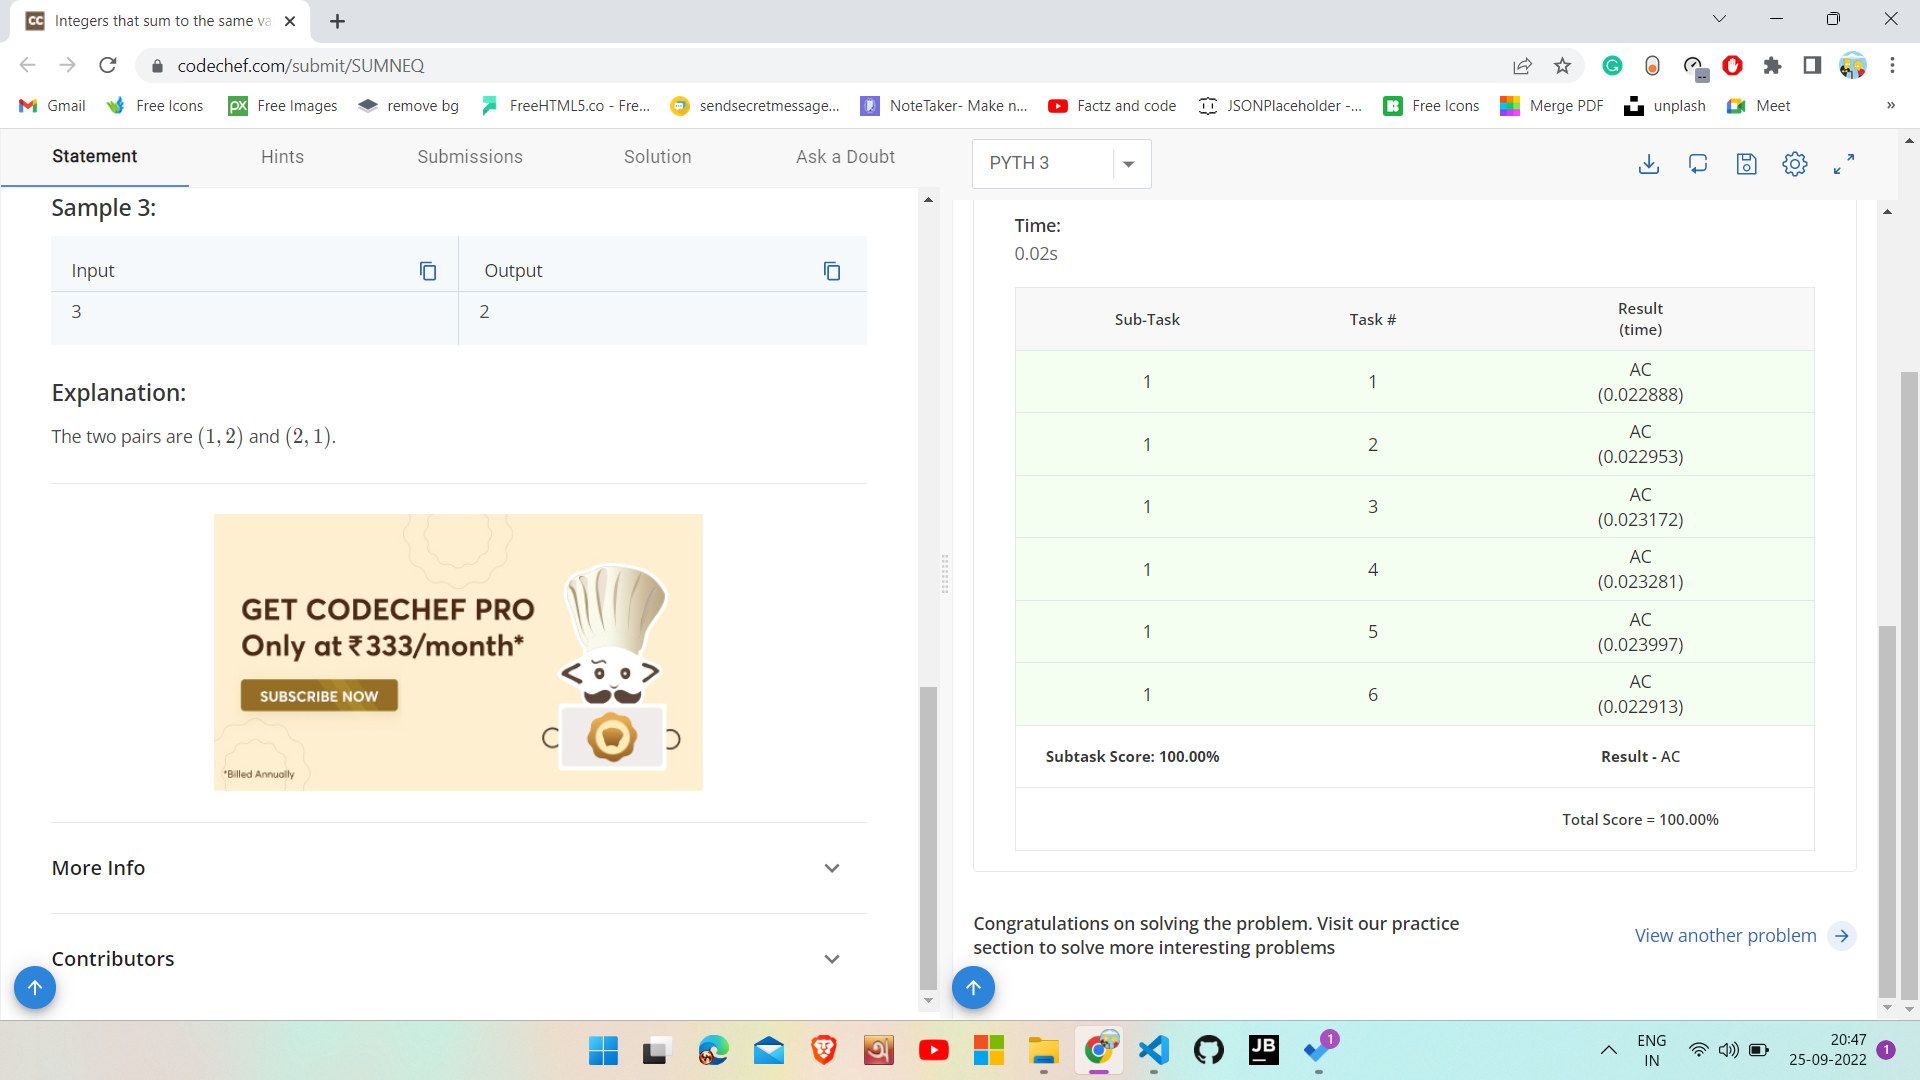 CC Integers that sum to the same va
codechef.com/submit/SUMNEQ
Gmail Free Icons Free Images remove bg FreeHTML5.co - Fre... sendsecretmessage... NoteTaker- Make n... Factz and code JSONPlaceholder -... Free Icons Merge PDF unplash Meet »
Statement Hints Submissions Solution Ask a Doubt
PYTH 3
Sample 3:
Input Output
3 2
Explanation:
The two pairs are (1, 2) and (2, 1).
GET CODECHEF PRO
Only at ₹333/month*
SUBSCRIBE NOW
*Billed Annually
More Info
Contributors
Time:
0.02s
Sub-Task Task # Result
(time)
1 1 AC
(0.022888)
1 2 AC
(0.022953)
1 3 AC
(0.023172)
1 4 AC
(0.023281)
1 5 AC
(0.023997)
1 6 AC
(0.022913)
Subtask Score: 100.00% Result - AC
Total Score = 100.00%
Congratulations on solving the problem. Visit our practice
section to solve more interesting problems
View another problem
JB
1
ENG
IN
20:47
25-09-2022
1